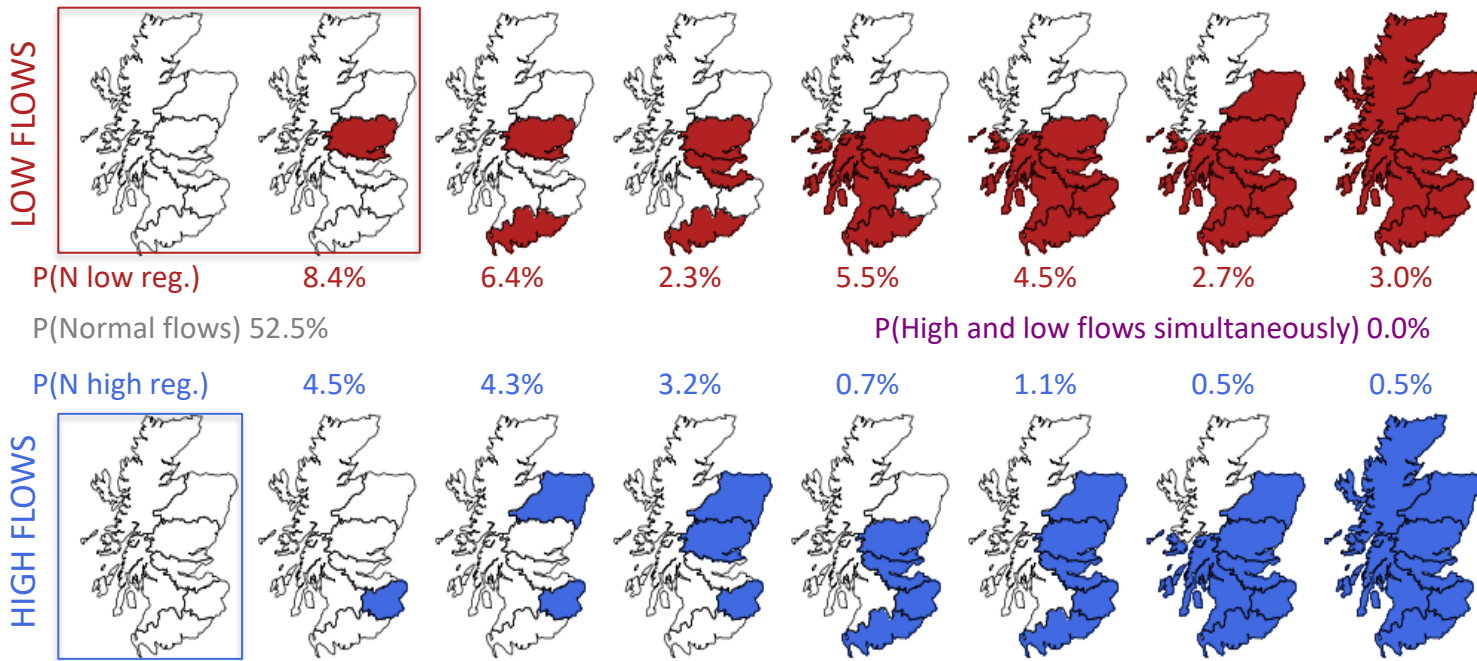 LOW FLOWS
P(N low reg.) 8.4% 6.4% 2.3% 5.5% 4.5% 2.7% 3.0%
P(Normal flows) 52.5% P(High and low flows simultaneously) 0.0%
P(N high reg.) 4.5% 4.3% 3.2% 0.7% 1.1% 0.5% 0.5%
HIGH FLOWS